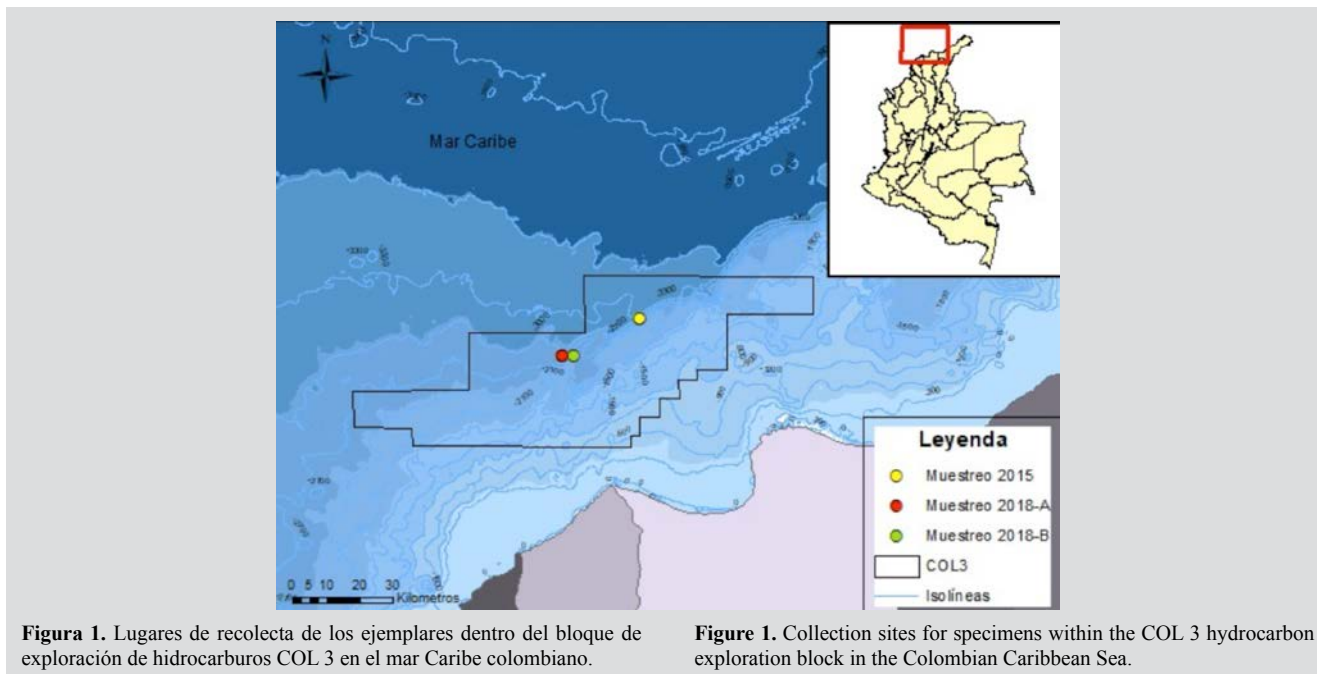 N
Mar Caribe
Leyenda
Muestreo 2015
Muestreo 2018-A
Muestreo 2018-B
COL3
Isolíneas
0 5 10 20 30
Kilometros
Figura 1. Lugares de recolecta de los ejemplares dentro del bloque de
exploración de hidrocarburos COL 3 en el mar Caribe colombiano.
Figure 1. Collection sites for specimens within the COL 3 hydrocarbon
exploration block in the Colombian Caribbean Sea.